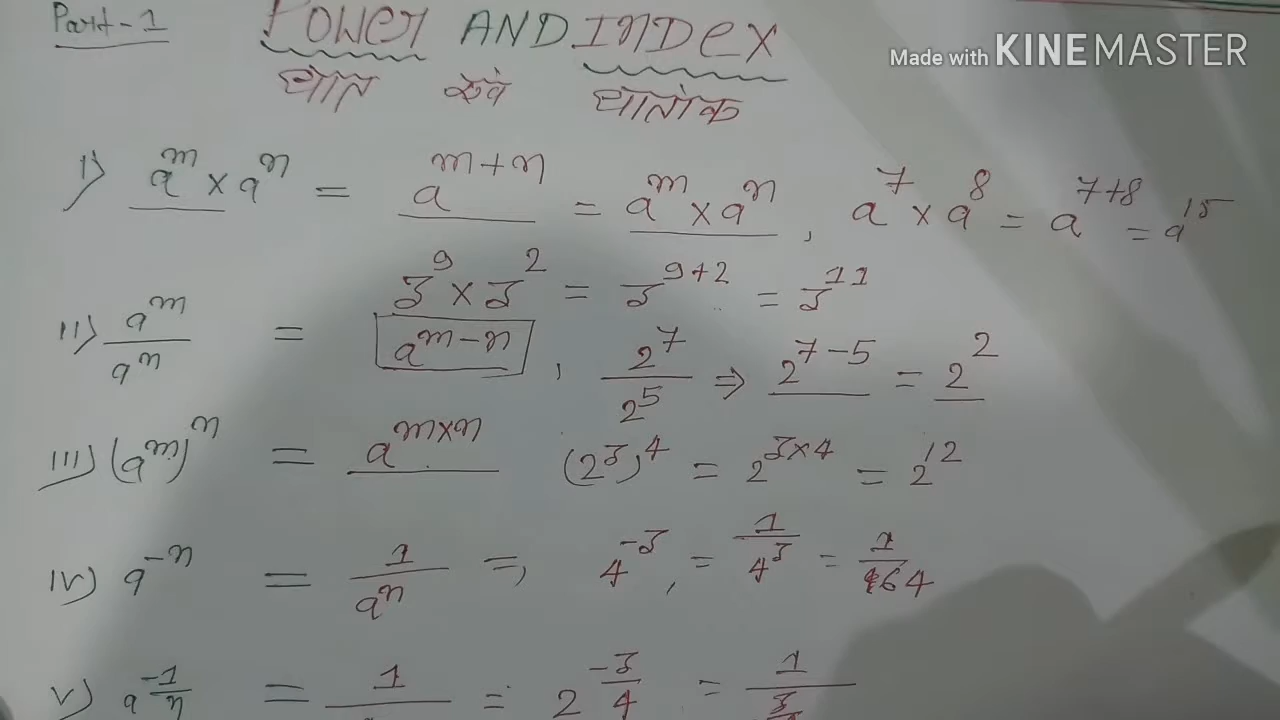 Part-1 Power AND INDEX
Made with KINEMASTER
घात एवं घातांक
i) a^m × a^n = a^(m+n) = a^m × a^n , a^7 × a^8 = a^(7+8) = a^15
3^9 × 3^2 = 3^(9+2) = 3^11
ii) a^m/a^n = a^(m-n) , 2^7/2^5 ⇒ 2^(7-5) = 2^2
iii) (a^m)^n = a^(m×n) (2^3)^4 = 2^(3×4) = 2^12
iv) a^(-n) = 1/a^n =, 4^(-3) , = 1/4^3 = 1/64
v) a^(-1/n) = 1 = 2^(-3/4) = 1